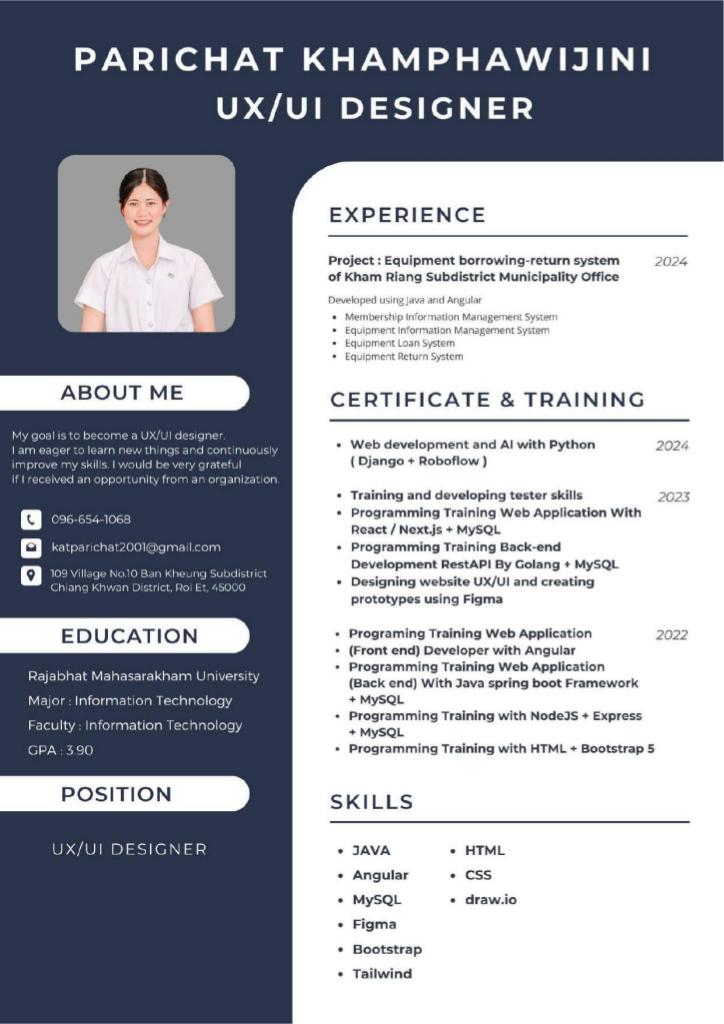 PARICHAT KHAMPHAWIJINI
UX/UI DESIGNER
ABOUT ME
My goal is to become a UX/UI designer.
I am eager to learn new things and continuously
improve my skills. I would be very grateful
if I received an opportunity from an organization.
096-654-1068
katparichat2001@gmail.com
109 Village No.10 Ban Kheung Subdistrict
Chiang Khwan District, Roi Et, 45000
EDUCATION
Rajabhat Mahasarakham University
Major : Information Technology
Faculty : Information Technology
GPA : 3.90
POSITION
UX/UI DESIGNER
EXPERIENCE
Project : Equipment borrowing-return system 2024
of Kham Riang Subdistrict Municipality Office
Developed using Java and Angular
• Membership Information Management System
• Equipment Information Management System
• Equipment Loan System
• Equipment Return System
CERTIFICATE & TRAINING
• Web development and AI with Python 2024
( Django + Roboflow )
• Training and developing tester skills 2023
• Programming Training Web Application With
React / Next.js + MySQL
• Programming Training Back-end
Development RestAPI By Golang + MySQL
• Designing website UX/UI and creating
prototypes using Figma
• Programing Training Web Application 2022
• (Front end) Developer with Angular
• Programming Training Web Application
(Back end) With Java spring boot Framework
+ MySQL
• Programming Training with NodeJS + Express
+ MySQL
• Programming Training with HTML + Bootstrap 5
SKILLS
• JAVA
• Angular
• MySQL
• Figma
• Bootstrap
• Tailwind
• HTML
• CSS
• draw.io